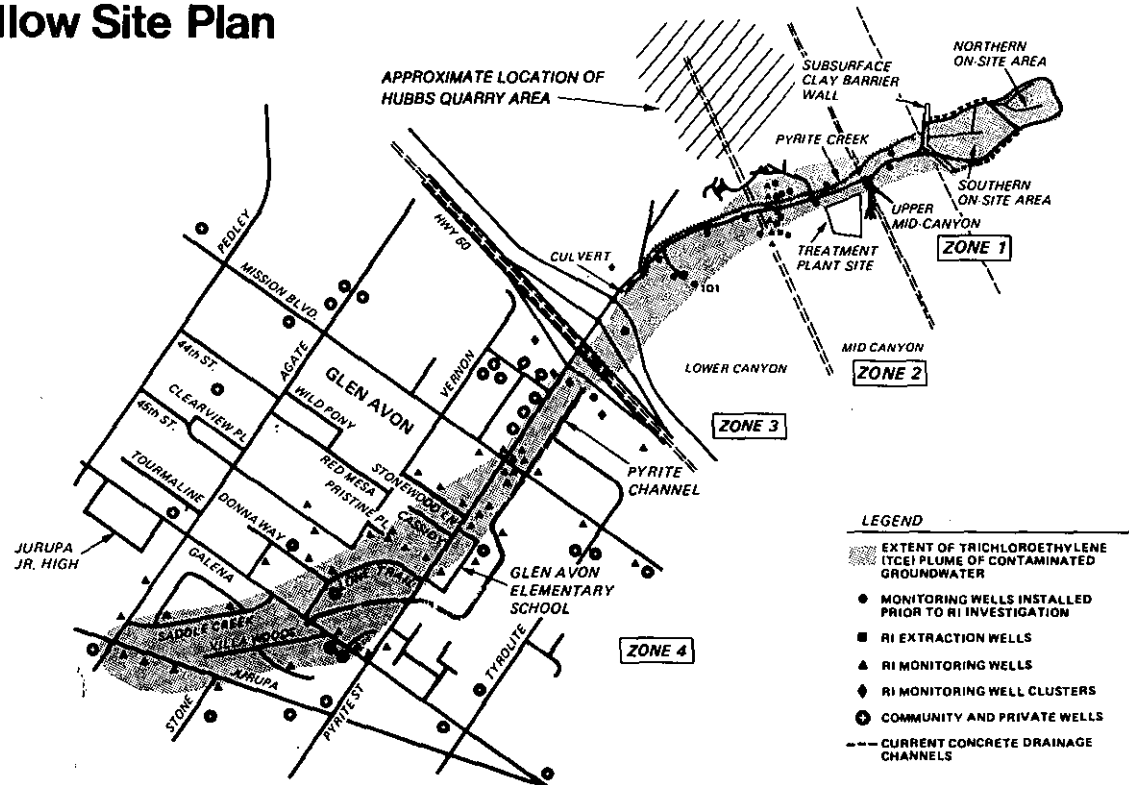 llow Site Plan
APPROXIMATE LOCATION OF
HUBBS QUARRY AREA
SUBSURFACE
CLAY BARRIER
WALL
NORTHERN
ON-SITE AREA
PYRITE CREEK
SOUTHERN
ON-SITE AREA
UPPER
MID-CANYON
ZONE 1
TREATMENT
PLANT SITE
HWY 60
CULVERT
101
MID CANYON
ZONE 2
LOWER CANYON
ZONE 3
PEDLEY
MISSION BLVD.
44th ST.
AGATE
VERNON
GLEN AVON
CLEARVIEW PL.
WILD PONY
45th ST.
RED MESA
STONEWOOD LN
PYRITE
CHANNEL
TOURMALINE
DONNA WAY
PRISTINE PL.
CASSIDY
JURUPA
JR. HIGH
GALENA
LONE TRAIL
GLEN AVON
ELEMENTARY
SCHOOL
SADDLE CREEK
VILLA WOODS
ZONE 4
TYROLITE
JURUPA
STONE
PYRITE ST
LEGEND
EXTENT OF TRICHLOROETHYLENE
(TCE) PLUME OF CONTAMINATED
GROUNDWATER
MONITORING WELLS INSTALLED
PRIOR TO RI INVESTIGATION
RI EXTRACTION WELLS
RI MONITORING WELLS
RI MONITORING WELL CLUSTERS
COMMUNITY AND PRIVATE WELLS
CURRENT CONCRETE DRAINAGE
CHANNELS